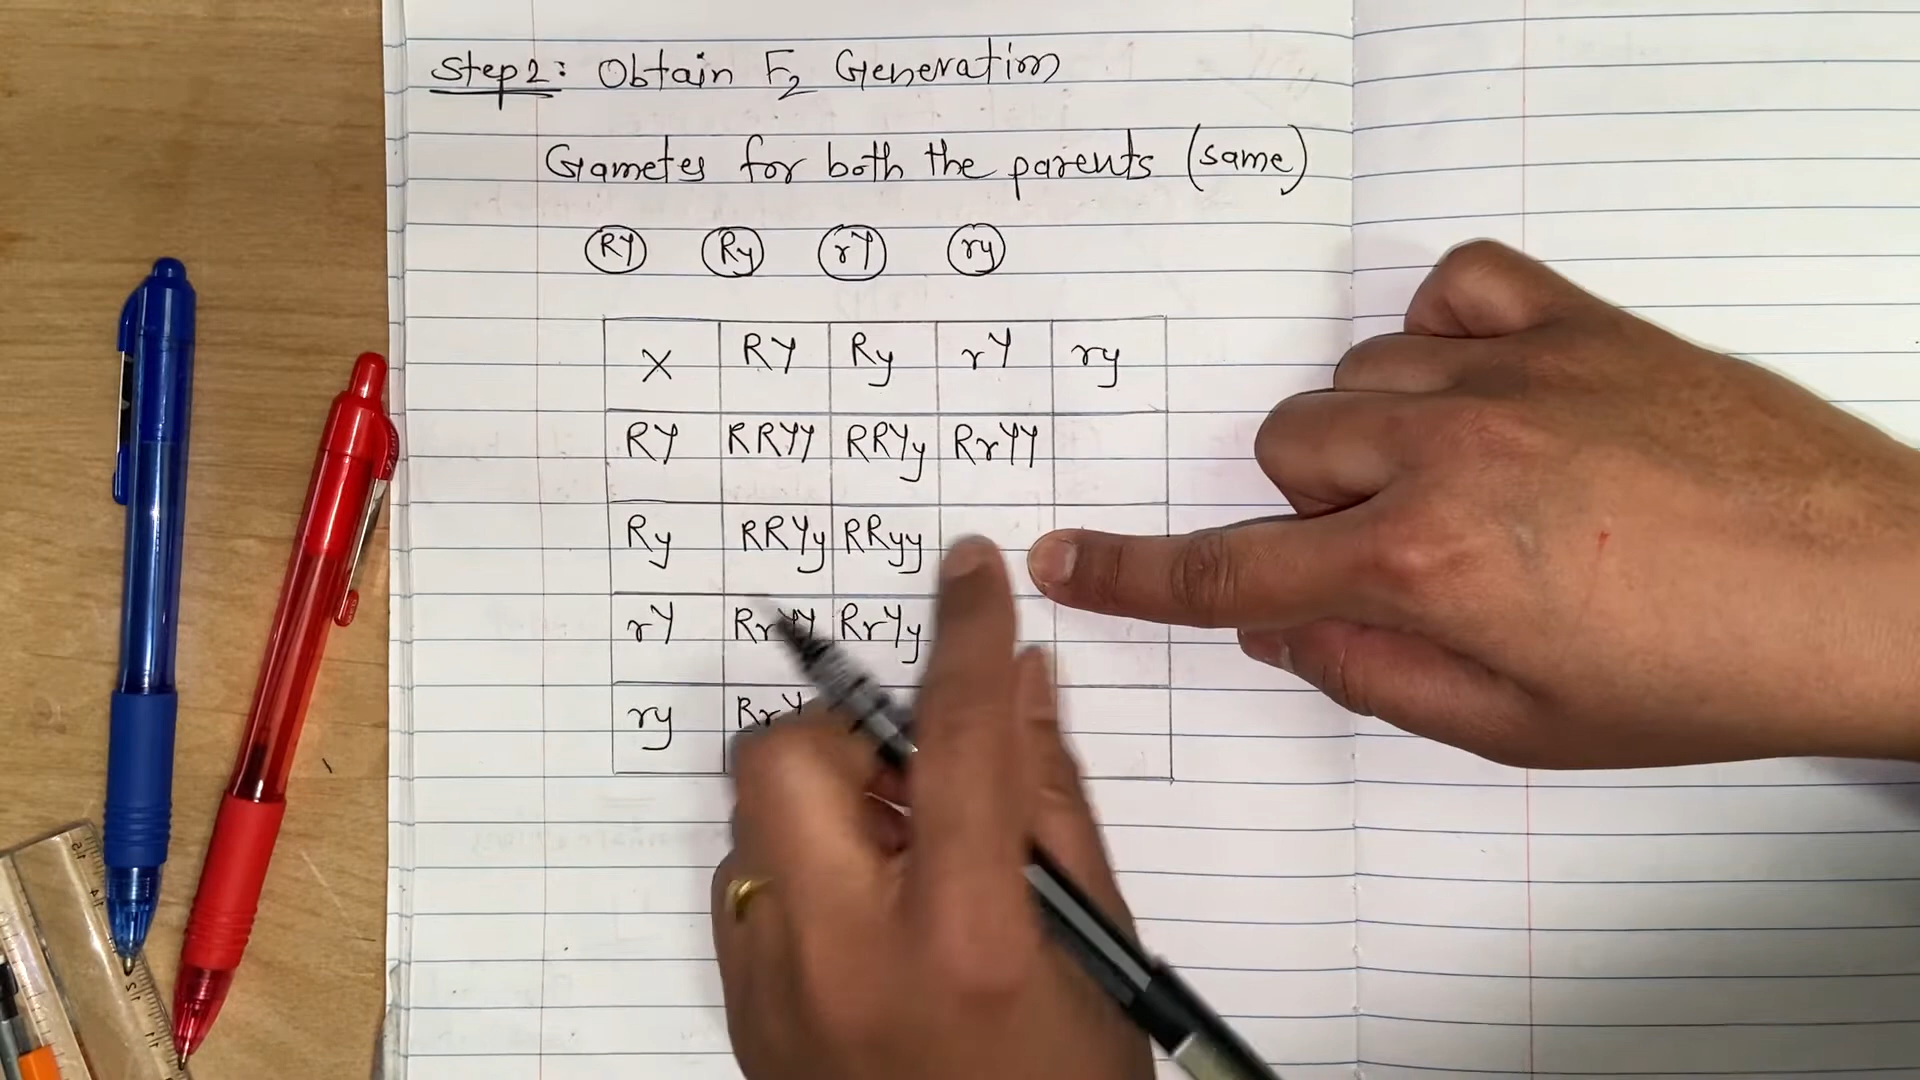 Step 2: Obtain F₂ Generation
Gametes for both the parents (same)
RY Ry rY ry
X RY Ry rY ry
RY RRYY RRYy RrYY
Ry RRYy RRyy
rY RrYY RrYy
ry